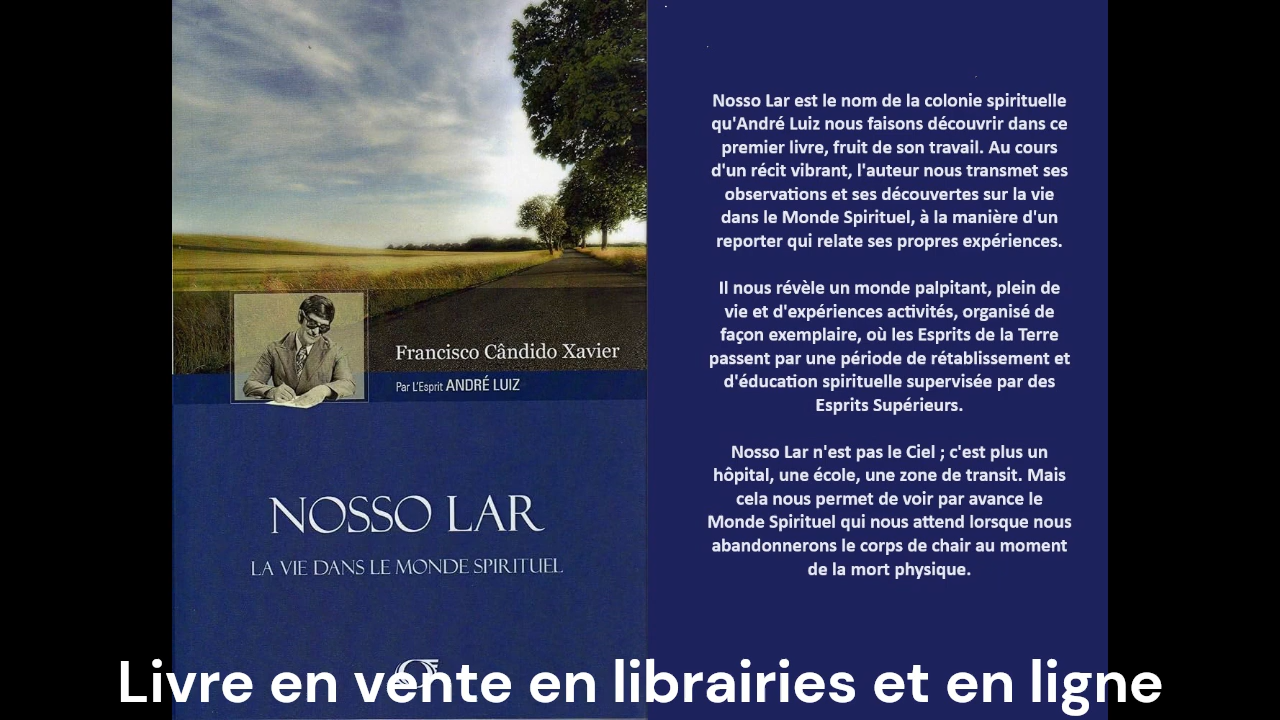 Francisco Cândido Xavier
Par L'Esprit ANDRÉ LUIZ
NOSSO LAR
LA VIE DANS LE MONDE SPIRITUEL
Nosso Lar est le nom de la colonie spirituelle
qu'André Luiz nous faisons découvrir dans ce
premier livre, fruit de son travail. Au cours
d'un récit vibrant, l'auteur nous transmet ses
observations et ses découvertes sur la vie
dans le Monde Spirituel, à la manière d'un
reporter qui relate ses propres expériences.
Il nous révèle un monde palpitant, plein de
vie et d'expériences activités, organisé de
façon exemplaire, où les Esprits de la Terre
passent par une période de rétablissement et
d'éducation spirituelle supervisée par des
Esprits Supérieurs.
Nosso Lar n'est pas le Ciel ; c'est plus un
hôpital, une école, une zone de transit. Mais
cela nous permet de voir par avance le
Monde Spirituel qui nous attend lorsque nous
abandonnerons le corps de chair au moment
de la mort physique.
Livre en vente en librairies et en ligne